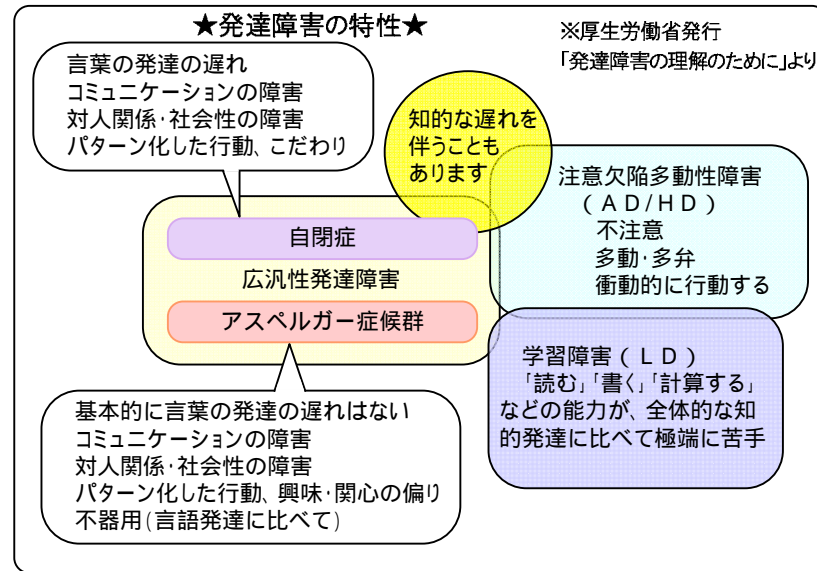 ★発達障害の特性★
※厚生労働省発行
「発達障害の理解のために」より
言葉の発達の遅れ
コミュニケーションの障害
対人関係・社会性の障害
パターン化した行動、こだわり
知的な遅れを
伴うことも
あります
注意欠陥多動性障害
（ＡＤ/ＨＤ）
不注意
多動・多弁
衝動的に行動する
自閉症
広汎性発達障害
アスペルガー症候群
学習障害（ＬＤ）
「読む」「書く」「計算する」
などの能力が、全体的な知
的発達に比べて極端に苦手
基本的に言葉の発達の遅れはない
コミュニケーションの障害
対人関係・社会性の障害
パターン化した行動、興味・関心の偏り
不器用(言語発達に比べて)